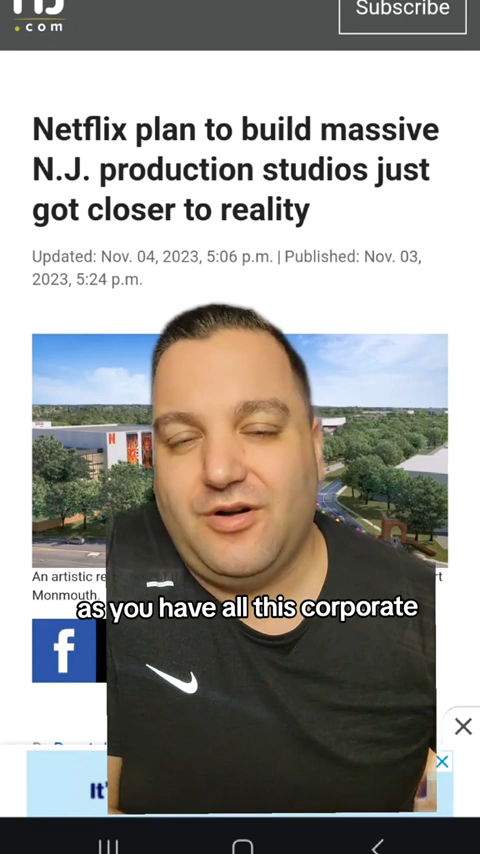 .com
Subscribe
Netflix plan to build massive
N.J. production studios just
got closer to reality
Updated: Nov. 04, 2023, 5:06 p.m. | Published: Nov. 03,
2023, 5:24 p.m.
N
An artistic
Monmouth,
as you have all this corporate
f
It'